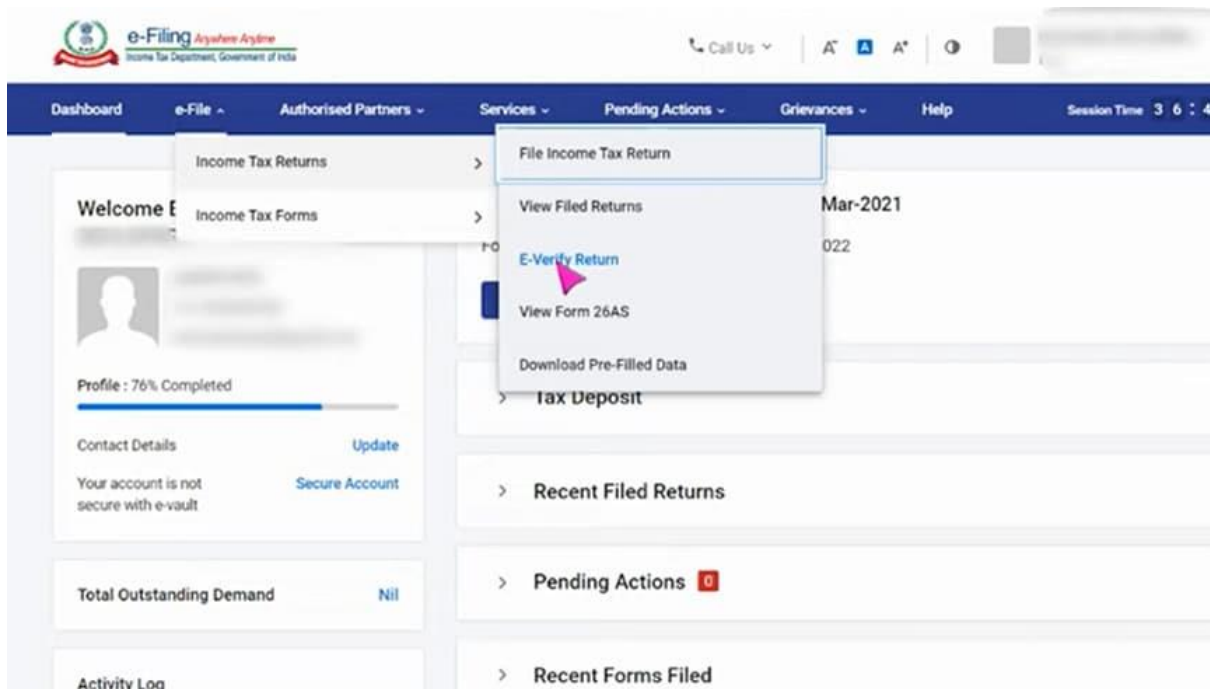 e-Filing Anywhere Anytime
Income Tax Department, Government of India
Call Us
A-
A
A+
Dashboard
e-File
Authorised Partners
Services
Pending Actions
Grievances
Help
Session Time 3 6 : 4
Income Tax Returns
Income Tax Forms
File Income Tax Return
View Filed Returns
E-Verify Return
View Form 26AS
Download Pre-Filled Data
Welcome
Mar-2021
022
Profile : 76% Completed
Contact Details
Update
Your account is not
secure with e-vault
Secure Account
Total Outstanding Demand
Nil
Activity Log
Tax Deposit
Recent Filed Returns
Pending Actions 0
Recent Forms Filed